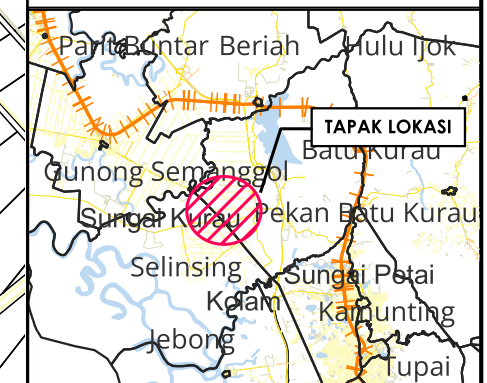 Parit Buntar Beriah
Hulu Ijok
TAPAK LOKASI
Batu Kurau
Gunong Semanggol
Sungai Kurau
Pekan Batu Kurau
Selinsing
Sungai Potai
Kolam
Kamunting
Jebong
Tupai